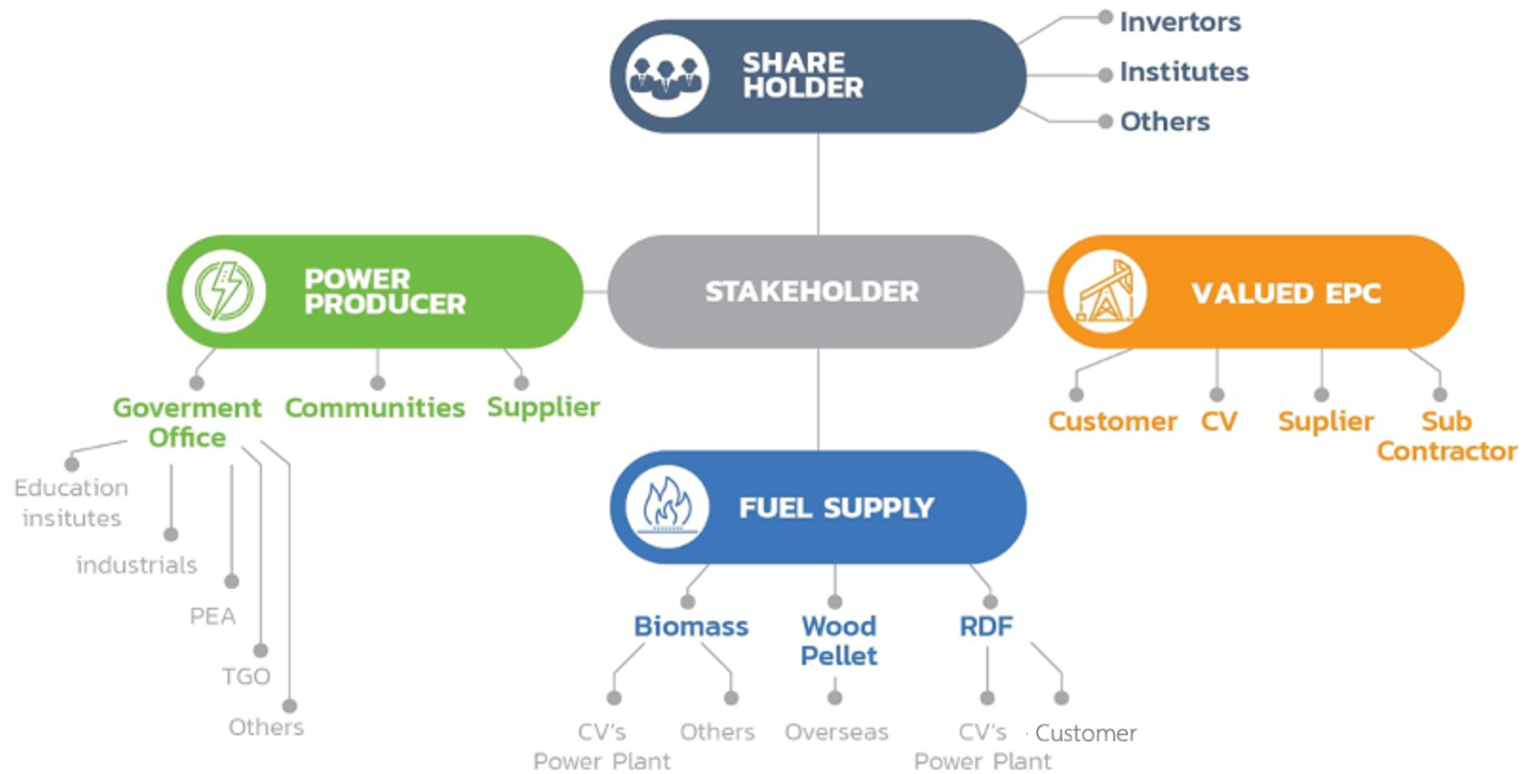 SHARE
HOLDER
Invertors
Institutes
Others
POWER
PRODUCER
STAKEHOLDER
VALUED EPC
Goverment
Office
Communities
Supplier
Customer
CV
Suplier
Sub
Contractor
Education
insitutes
industrials
PEA
TGO
Others
FUEL SUPPLY
Biomass
Wood
Pellet
RDF
CV's
Power Plant
Others
Overseas
CV's
Power Plant
Customer